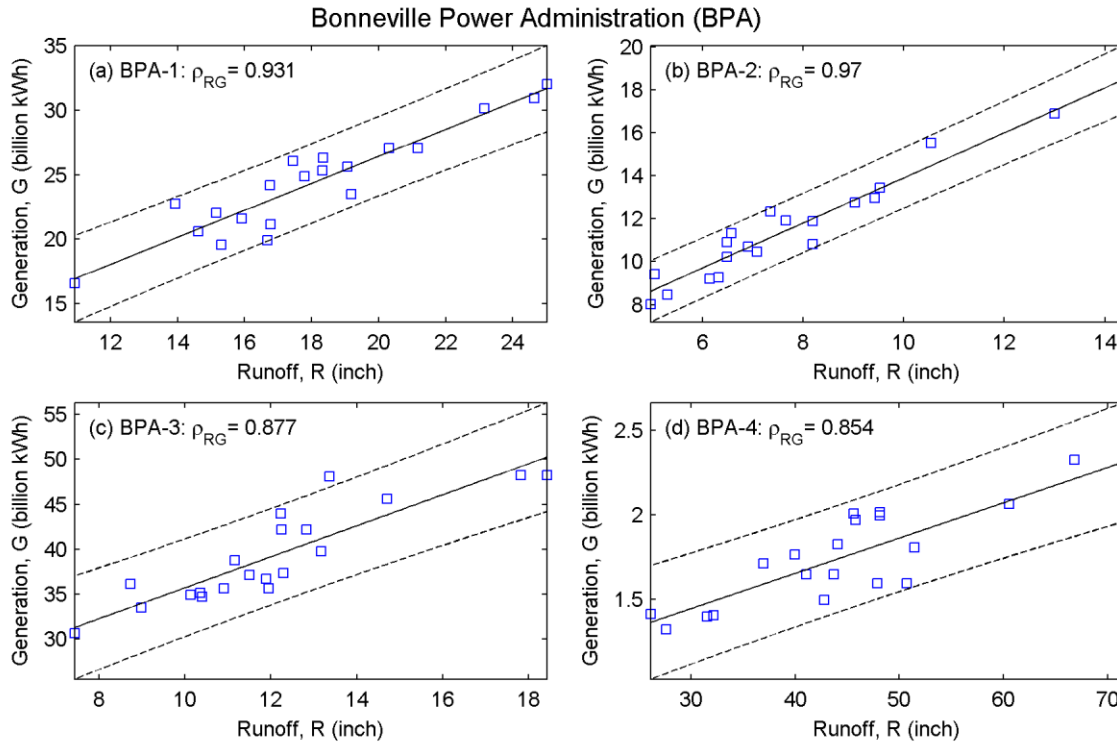 Bonneville Power Administration (BPA)
(a) BPA-1: ρRG= 0.931
35
30
25
20
15
Generation, G (billion kWh)
12 14 16 18 20 22 24
Runoff, R (inch)
(b) BPA-2: ρRG= 0.97
20
18
16
14
12
10
8
Generation, G (billion kWh)
6 8 10 12 14
Runoff, R (inch)
(c) BPA-3: ρRG= 0.877
55
50
45
40
35
30
Generation, G (billion kWh)
8 10 12 14 16 18
Runoff, R (inch)
(d) BPA-4: ρRG= 0.854
2.5
2
1.5
1
Generation, G (billion kWh)
30 40 50 60 70
Runoff, R (inch)